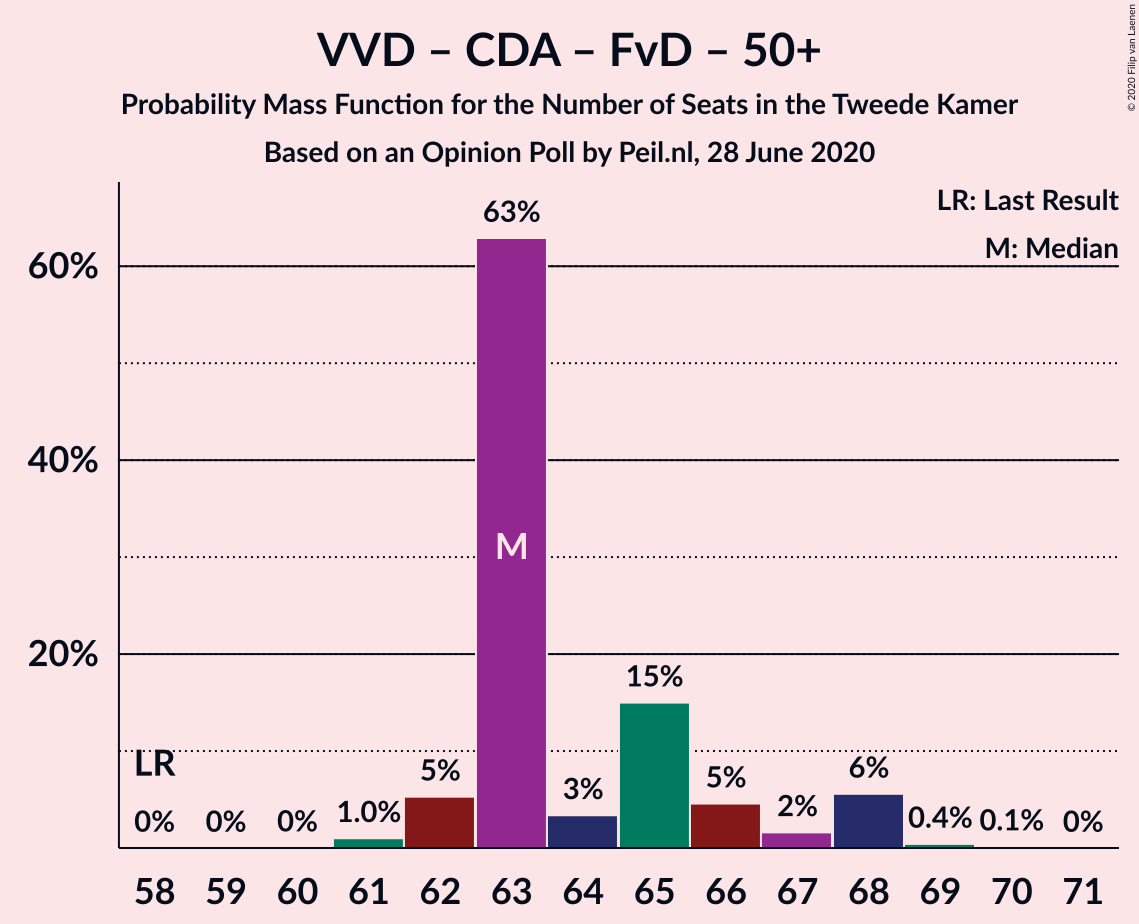 VVD – CDA – FvD – 50+
Probability Mass Function for the Number of Seats in the Tweede Kamer
Based on an Opinion Poll by Peil.nl, 28 June 2020
© 2020 Filip van Laenen
LR: Last Result
M: Median
63%
60%
40%
M
20%
15%
LR
5%
3%
5%
2%
6%
0%
0%
0%
1.0%
0.4%
0.1%
0%
58 59 60 61 62 63 64 65 66 67 68 69 70 71